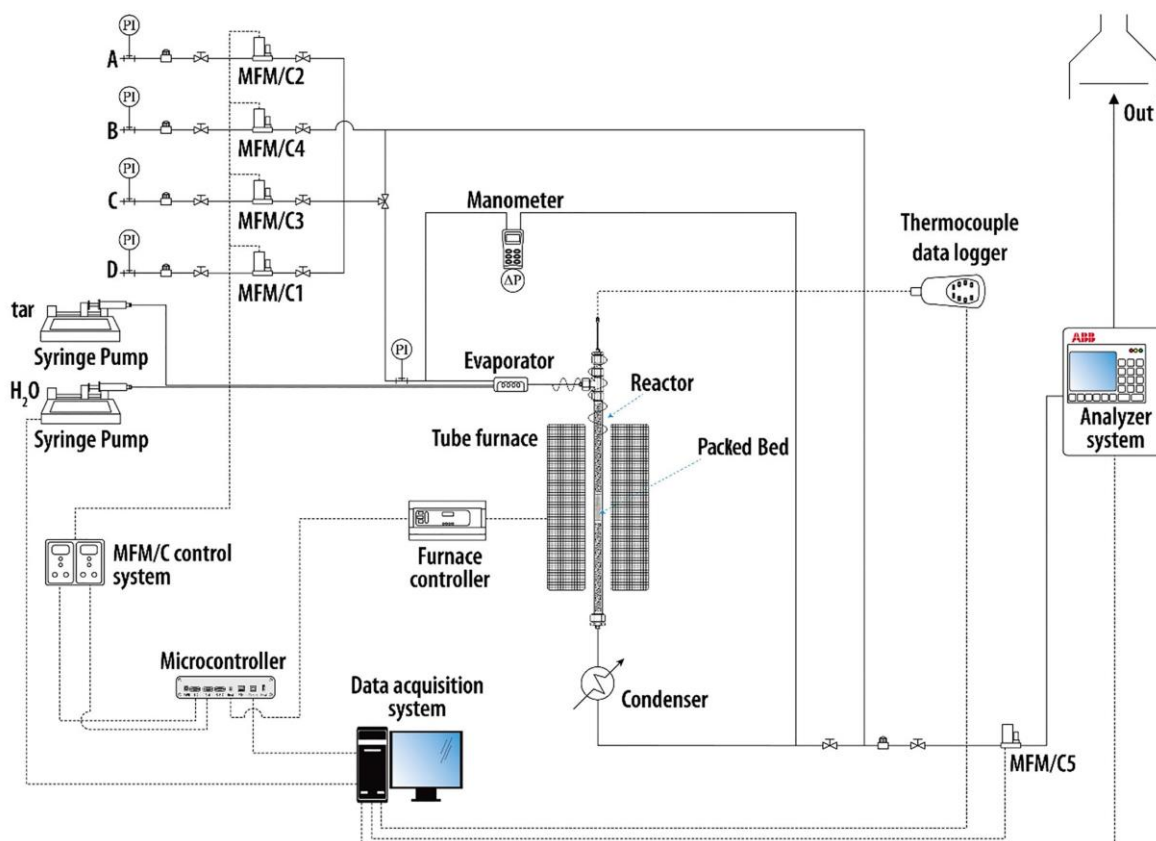 PI
A
MFM/C2
PI
B
MFM/C4
PI
C
MFM/C3
PI
D
MFM/C1
Out
Manometer
ΔP
Thermocouple
data logger
tar
Syringe Pump
H₂O
Syringe Pump
PI
Evaporator
Reactor
Tube furnace
Packed Bed
ABB
Analyzer
system
MFM/C control
system
Furnace
controller
Microcontroller
Data acquisition
system
Condenser
MFM/C5